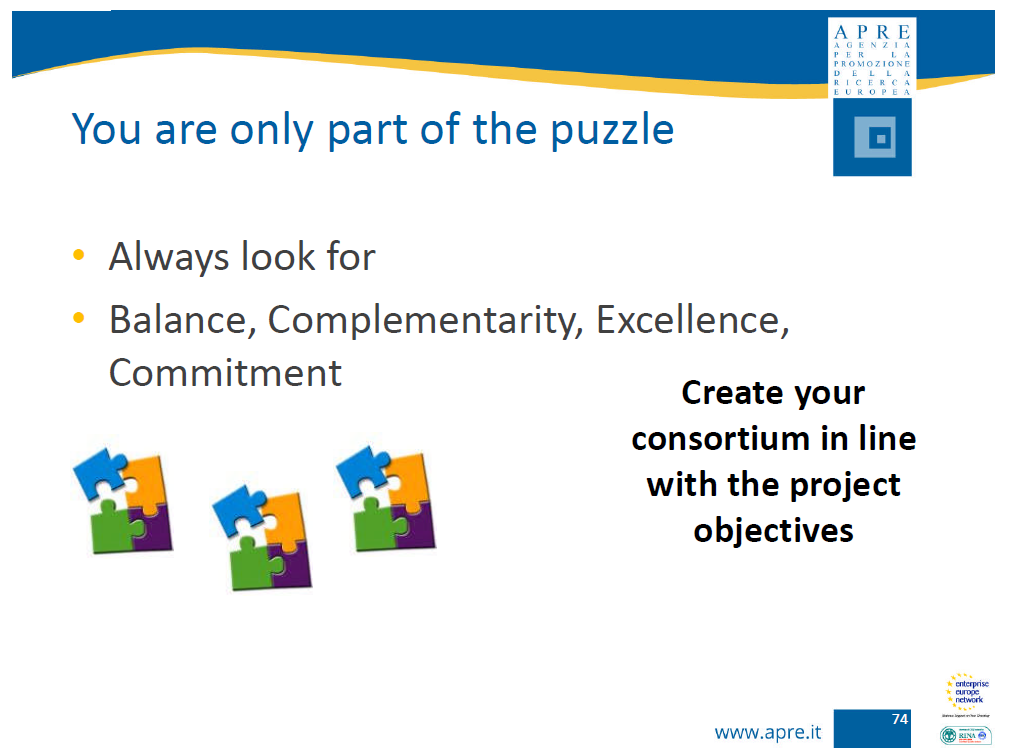 APRE
AGENZIA
PER LA
PROMOZIONE
DELLA
RICERCA
EUROPEA
You are only part of the puzzle
• Always look for
• Balance, Complementarity, Excellence,
Commitment
Create your
consortium in line
with the project
objectives
www.apre.it
74
enterprise
europe
network
RINA